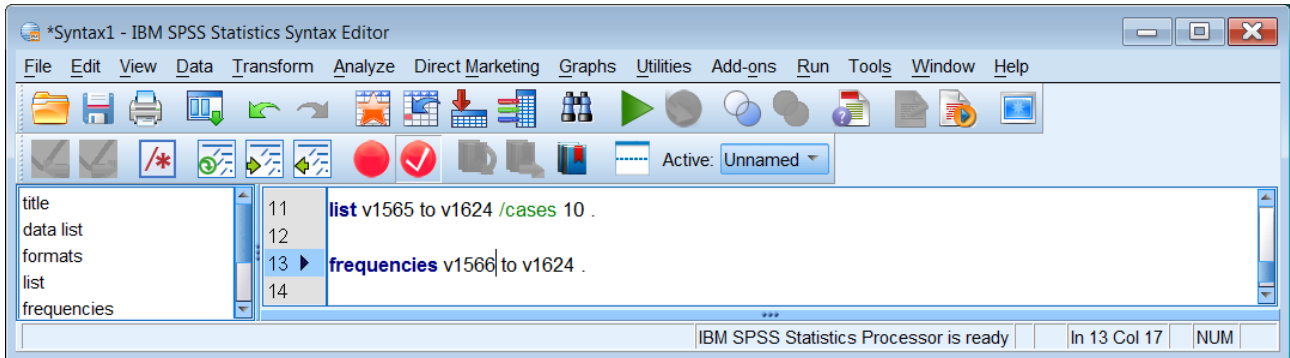 *Syntax1 - IBM SPSS Statistics Syntax Editor
File Edit View Data Transform Analyze Direct Marketing Graphs Utilities Add-ons Run Tools Window Help
/* Active: Unnamed
title
data list
formats
list
frequencies
11 list v1565 to v1624 /cases 10 .
12
13 frequencies v1566 to v1624 .
14
IBM SPSS Statistics Processor is ready In 13 Col 17 NUM